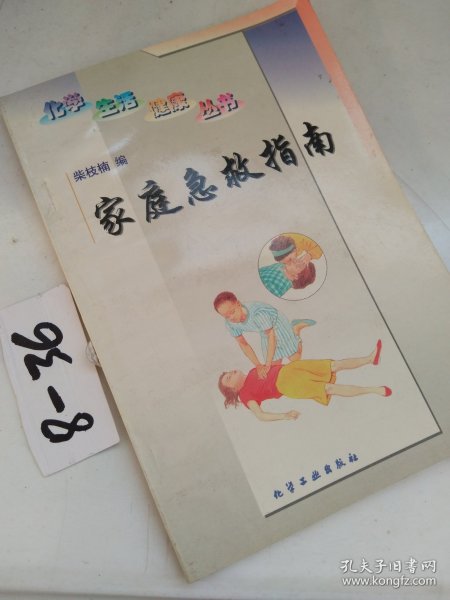 化学 生活 健康 丛书
柴枝楠 编
家庭急救指南
化学工业出版社
93-8
孔夫子旧书网
www.kongfz.com